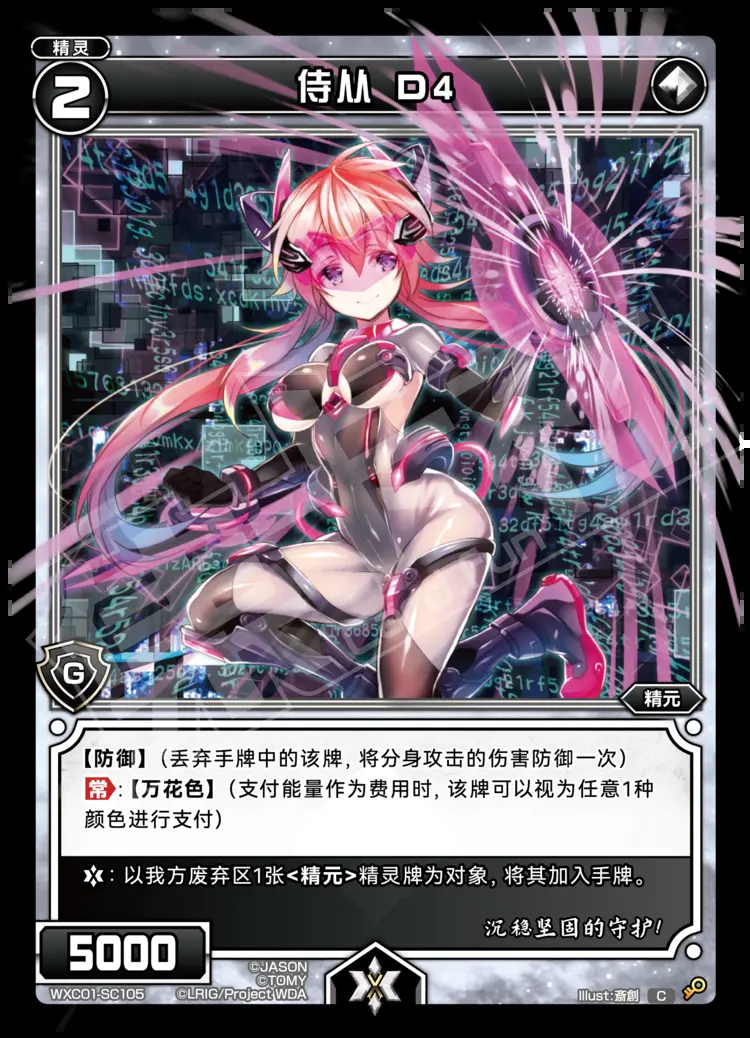 精灵
2
侍从 D4
G
精元
【防御】（丢弃手牌中的该牌, 将分身攻击的伤害防御一次）
常:【万花色】（支付能量作为费用时, 该牌可以视为任意1种
颜色进行支付）
: 以我方废弃区1张<精元>精灵牌为对象, 将其加入手牌。
沉稳坚固的守护!
5000
©JASON
©TOMY
WXC01-SC105 ©LRIG/Project WDA
Illust:斎創 C